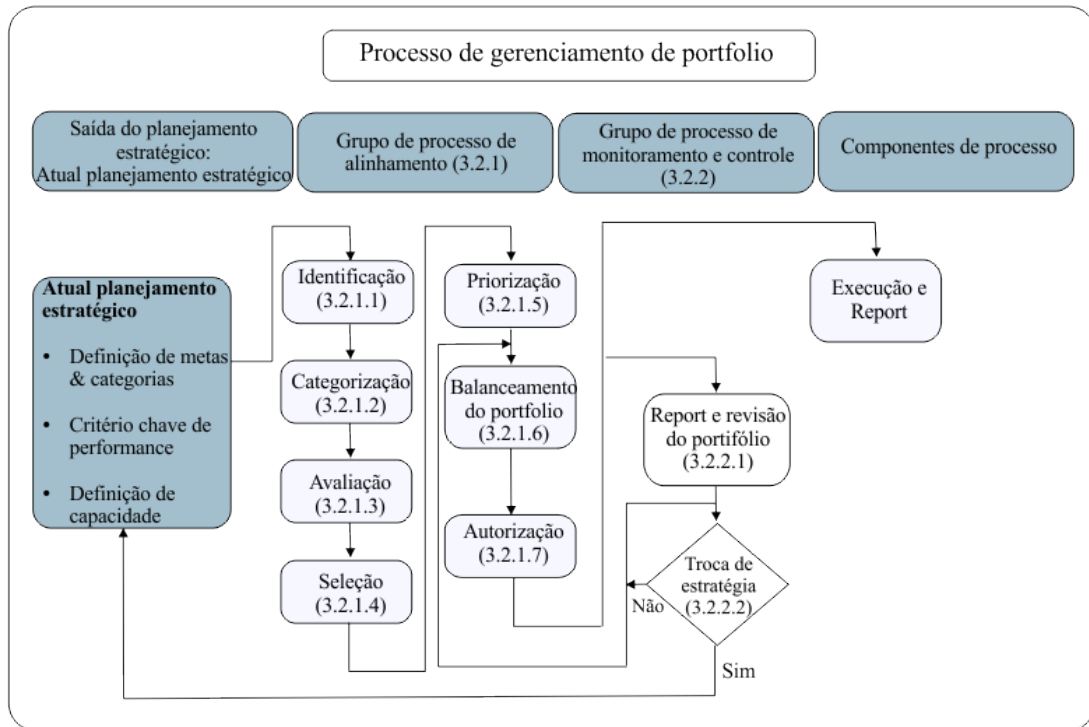 Processo de gerenciamento de portfolio
Saída do planejamento
estratégico:
Atual planejamento estratégico
Grupo de processo de
alinhamento (3.2.1)
Grupo de processo de
monitoramento e controle
(3.2.2)
Componentes de processo
Atual planejamento
estratégico
• Definição de metas
& categorias
• Critério chave de
performance
• Definição de
capacidade
Identificação
(3.2.1.1)
Categorização
(3.2.1.2)
Avaliação
(3.2.1.3)
Seleção
(3.2.1.4)
Priorização
(3.2.1.5)
Balanceamento
do portfolio
(3.2.1.6)
Autorização
(3.2.1.7)
Report e revisão
do portifólio
(3.2.2.1)
Troca de
estratégia
(3.2.2.2)
Não
Sim
Execução e
Report